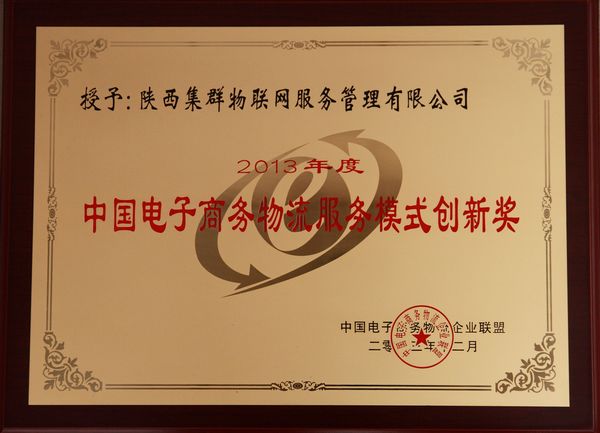 授予：陕西集群物联网服务管理有限公司
2013年度
中国电子商务物流服务模式创新奖
中国电子商务物流企业联盟
二零 三年 二月